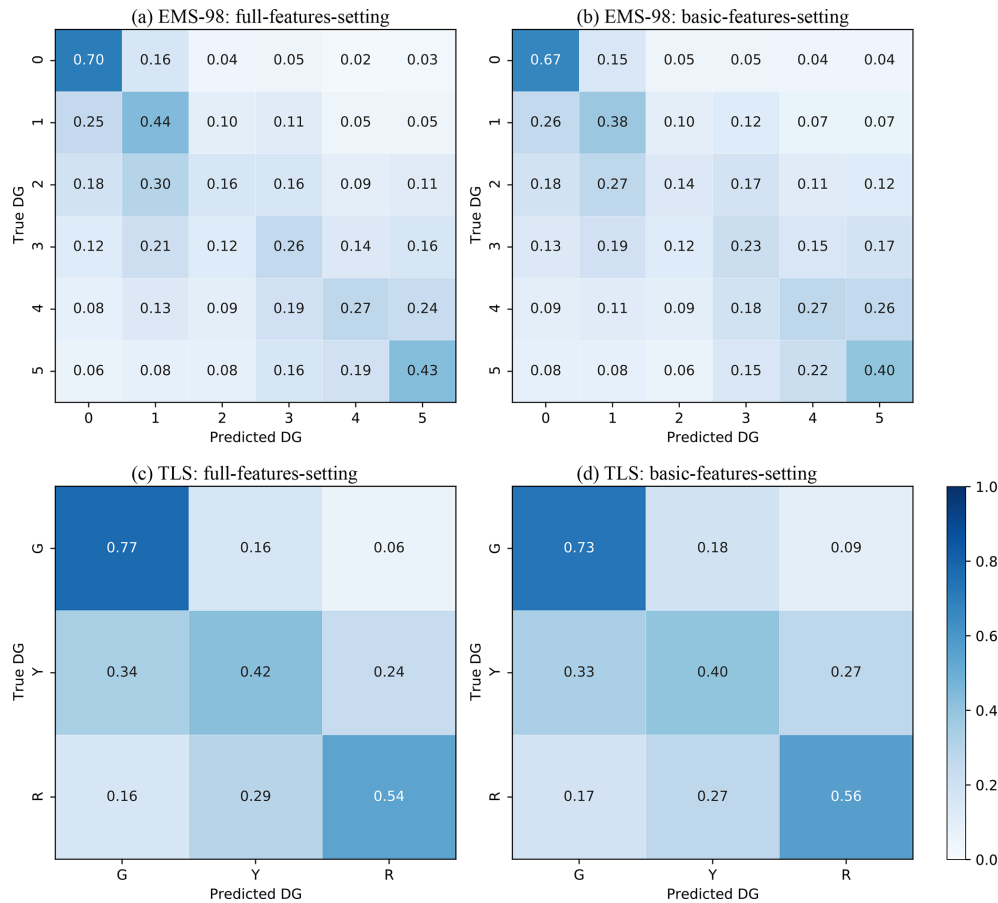 (a) EMS-98: full-features-setting
0 0.70 0.16 0.04 0.05 0.02 0.03
1 0.25 0.44 0.10 0.11 0.05 0.05
2 0.18 0.30 0.16 0.16 0.09 0.11
True DG
3 0.12 0.21 0.12 0.26 0.14 0.16
4 0.08 0.13 0.09 0.19 0.27 0.24
5 0.06 0.08 0.08 0.16 0.19 0.43
0 1 2 3 4 5
Predicted DG
(b) EMS-98: basic-features-setting
0 0.67 0.15 0.05 0.05 0.04 0.04
1 0.26 0.38 0.10 0.12 0.07 0.07
2 0.18 0.27 0.14 0.17 0.11 0.12
True DG
3 0.13 0.19 0.12 0.23 0.15 0.17
4 0.09 0.11 0.09 0.18 0.27 0.26
5 0.08 0.08 0.06 0.15 0.22 0.40
0 1 2 3 4 5
Predicted DG
(c) TLS: full-features-setting
G 0.77 0.16 0.06
True DG
Y 0.34 0.42 0.24
R 0.16 0.29 0.54
G Y R
Predicted DG
(d) TLS: basic-features-setting
G 0.73 0.18 0.09
True DG
Y 0.33 0.40 0.27
R 0.17 0.27 0.56
G Y R
Predicted DG
1.0
0.8
0.6
0.4
0.2
0.0